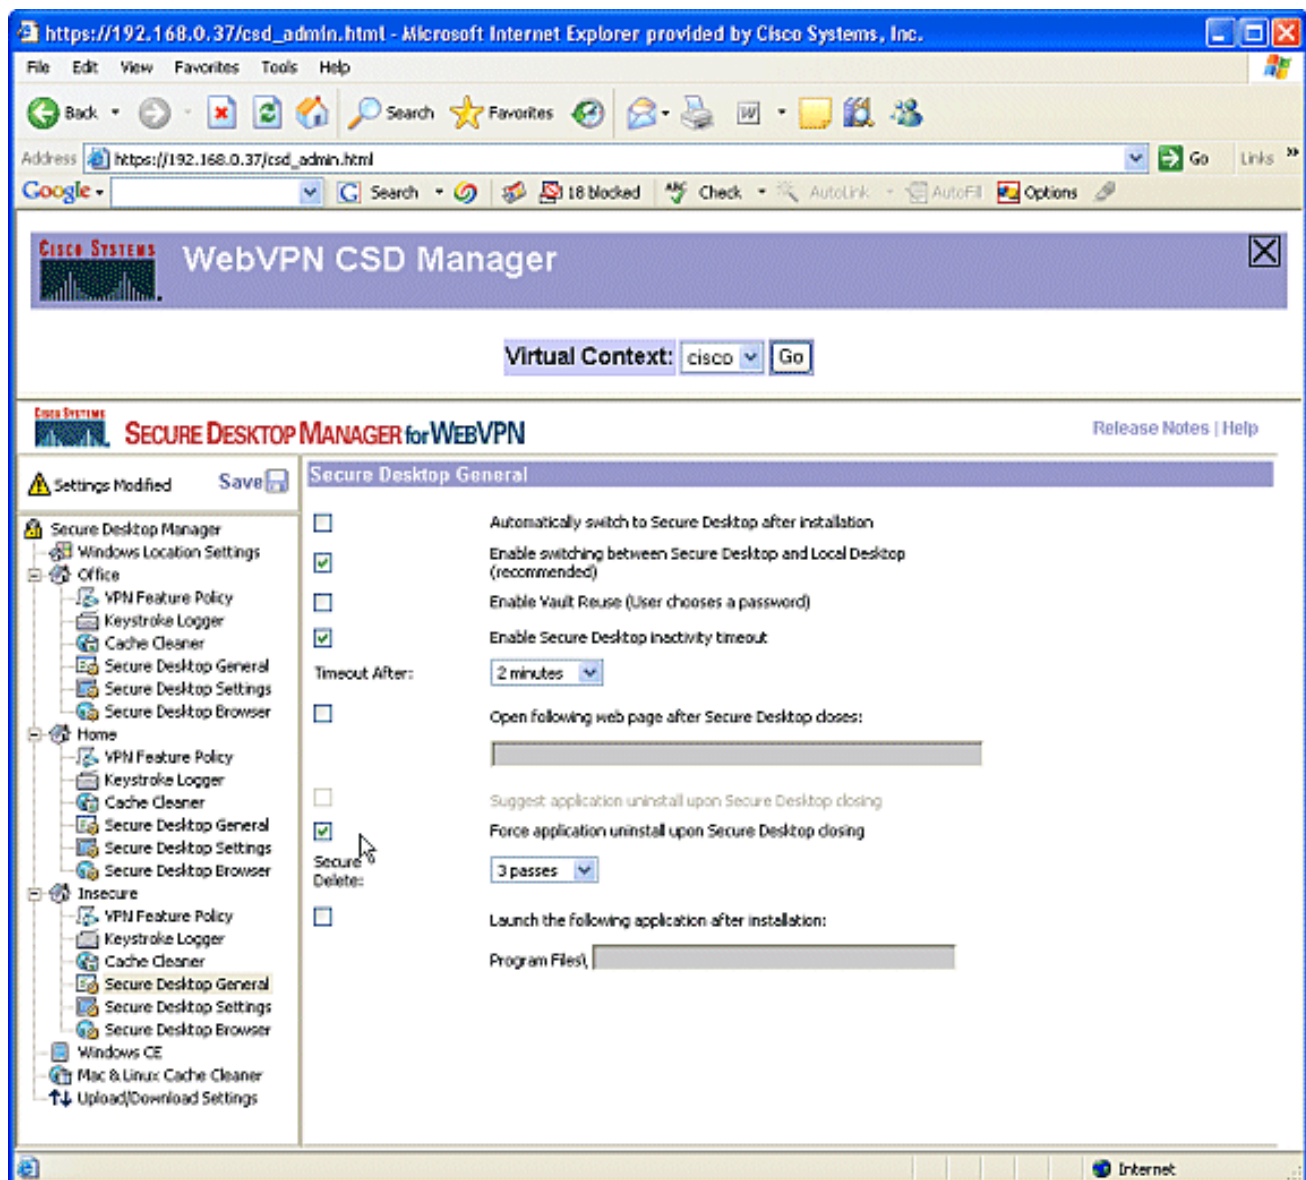 https://192.168.0.37/csd_admin.html - Microsoft Internet Explorer provided by Cisco Systems, Inc.
File Edit View Favorites Tools Help
Back Search Favorites W
Address https://192.168.0.37/csd_admin.html Go Links »
Google G Search 18 blocked ABC Check AutoLink AutoFill Options
CISCO SYSTEMS WebVPN CSD Manager
Virtual Context: cisco Go
CISCO SYSTEMS SECURE DESKTOP MANAGER for WEBVPN Release Notes | Help
Settings Modified Save
Secure Desktop Manager
Windows Location Settings
Office
VPN Feature Policy
Keystroke Logger
Cache Cleaner
Secure Desktop General
Secure Desktop Settings
Secure Desktop Browser
Home
VPN Feature Policy
Keystroke Logger
Cache Cleaner
Secure Desktop General
Secure Desktop Settings
Secure Desktop Browser
Insecure
VPN Feature Policy
Keystroke Logger
Cache Cleaner
Secure Desktop General
Secure Desktop Settings
Secure Desktop Browser
Windows CE
Mac & Linux Cache Cleaner
Upload/Download Settings
Secure Desktop General
Automatically switch to Secure Desktop after installation
Enable switching between Secure Desktop and Local Desktop
(recommended)
Enable Vault Reuse (User chooses a password)
Enable Secure Desktop inactivity timeout
Timeout After: 2 minutes
Open following web page after Secure Desktop closes:
Suggest application uninstall upon Secure Desktop closing
Force application uninstall upon Secure Desktop closing
Secure
Delete: 3 passes
Launch the following application after installation:
Program Files\
Internet